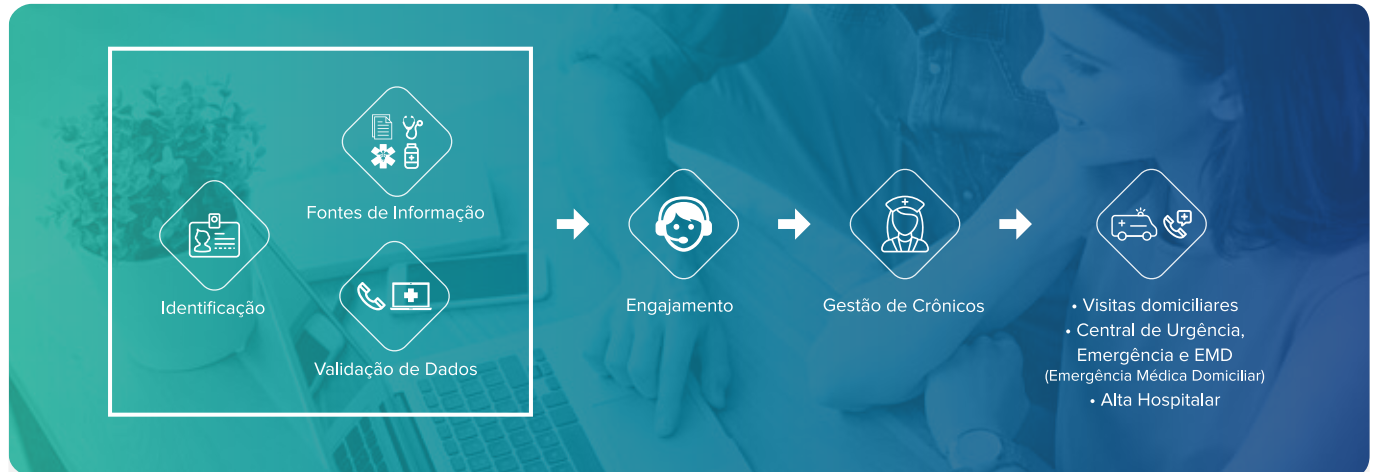 Fontes de Informação
Identificação
Validação de Dados
Engajamento
Gestão de Crônicos
• Visitas domiciliares
• Central de Urgência,
Emergência e EMD
(Emergência Médica Domiciliar)
• Alta Hospitalar